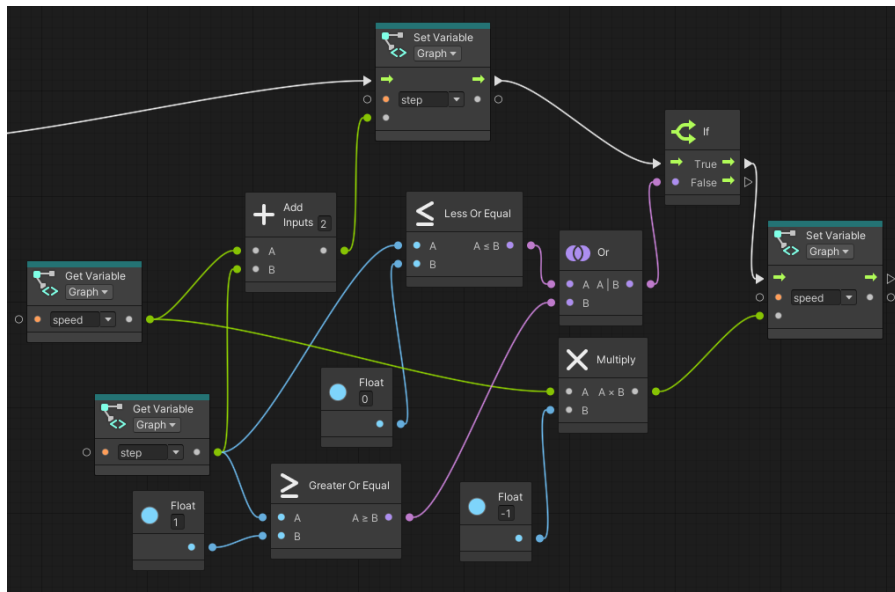 Set Variable
Graph
step
If
True
False
Add
Inputs 2
A
B
Less Or Equal
A A ≤ B
B
Or
A A | B
B
Set Variable
Graph
speed
Get Variable
Graph
speed
Multiply
A A × B
B
Float
0
Get Variable
Graph
step
Greater Or Equal
A A ≥ B
B
Float
1
Float
-1